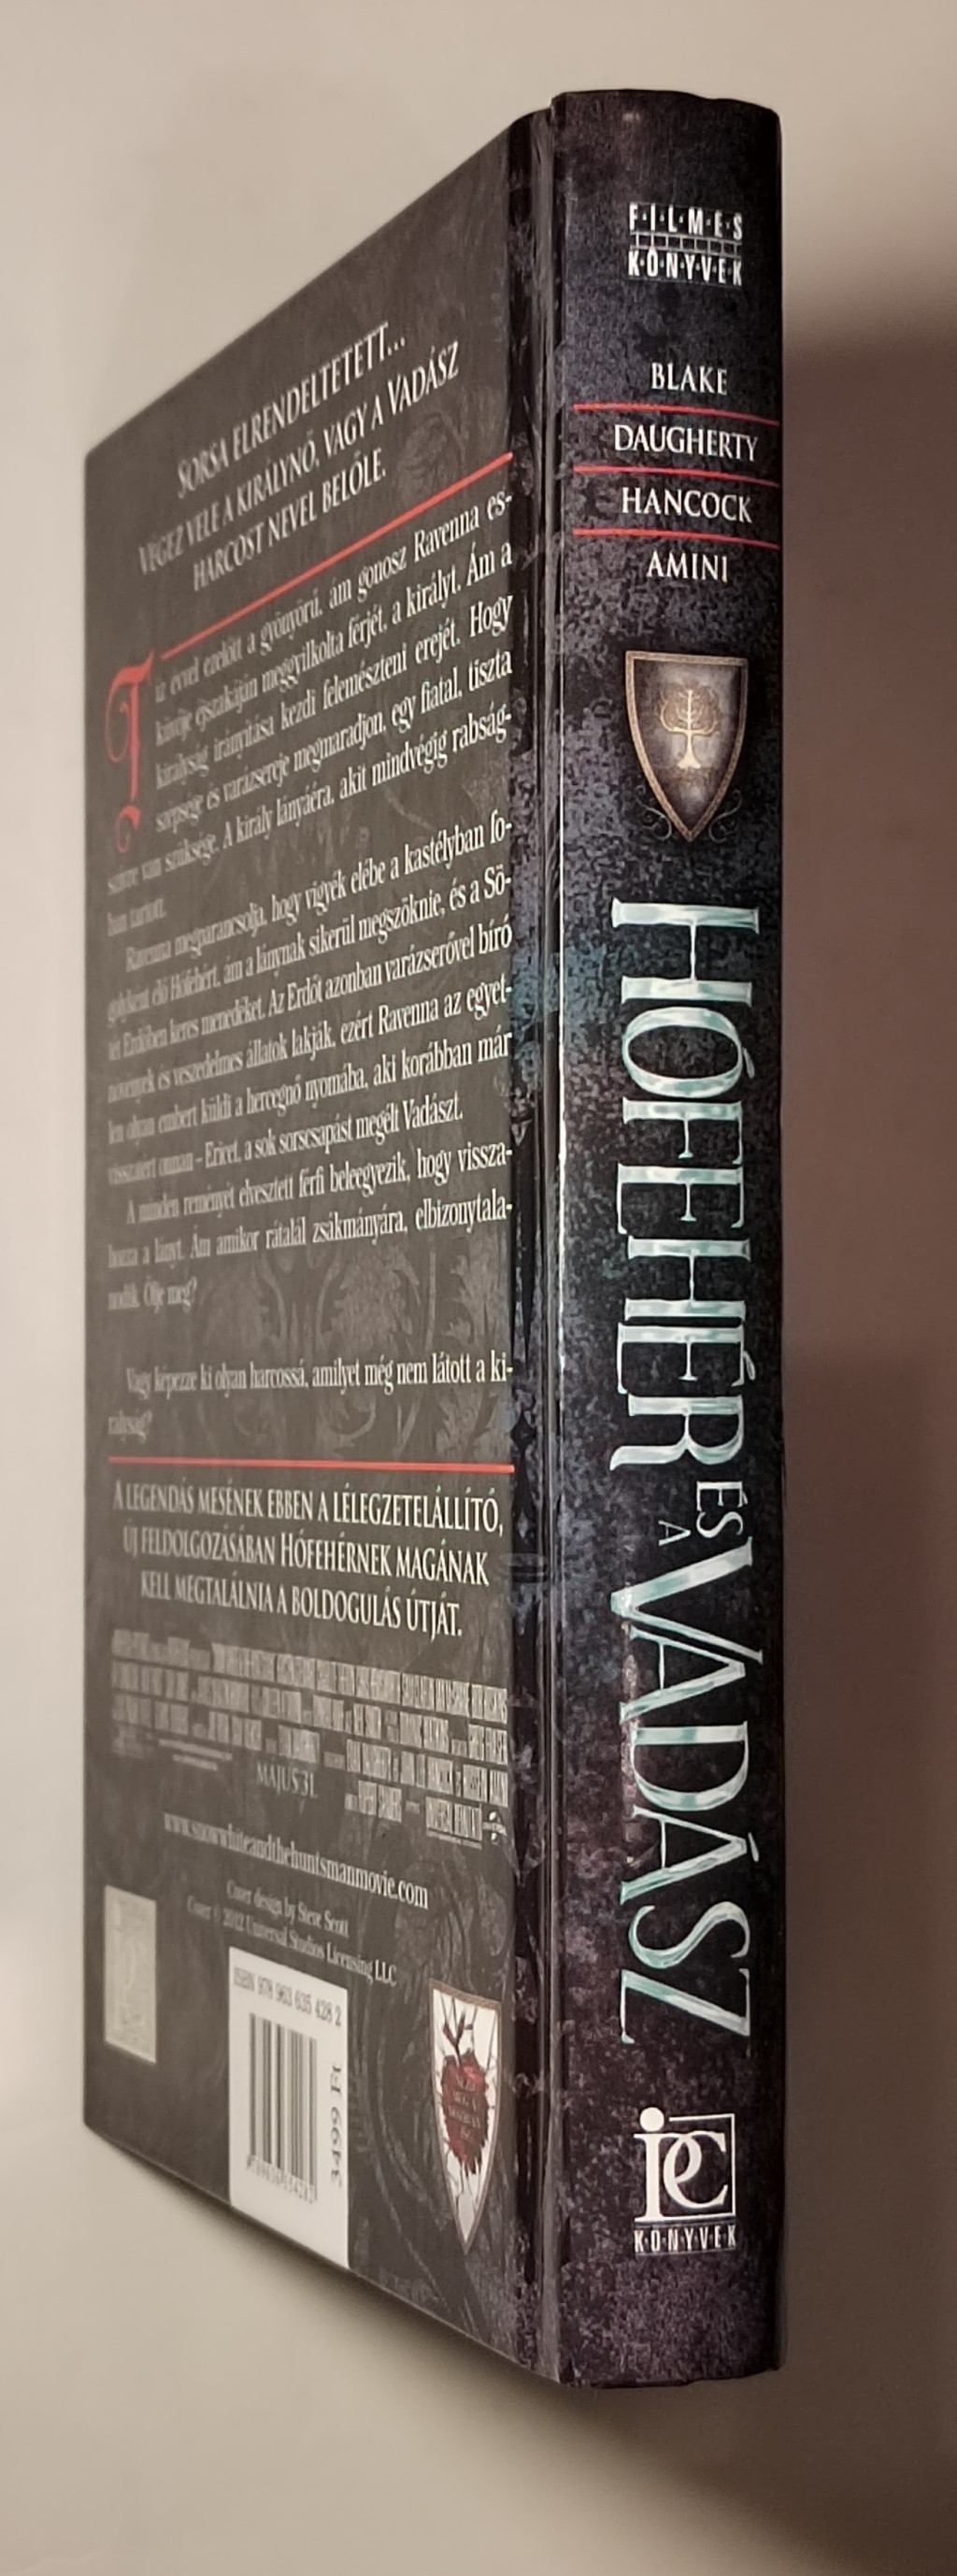 SORSA ELRENDELTETETT...
VÉGEZ VELE A KIRÁLYNŐ, VAGY A VADÁSZ
HARCOST NEVEL BELŐLE.
Tíz évvel ezelőtt a gyönyörű, ám gonosz Ravenna es-
küvője éjszakáján meggyilkolta férjét, a királyt. Ám a
királyság irányítása kezdi felemészteni erejét. Hogy
szépsége és varázsereje megmaradjon, egy fiatal, tiszta
szívre van szüksége. A király lányáéra, akit mindvégig rabság-
ban tartott.
Ravenna megparancsolja, hogy vigyék elébe a kastélyban fo-
golyként élő Hófehért, ám a lánynak sikerül megszöknie, és a Sö-
tét Erdőben keres menedéket. Az Erdőt azonban varázserővel bíró
növények és veszedelmes állatok lakják, ezért Ravenna az egyet-
len olyan embert küldi a hercegnő nyomába, aki korábban már
visszatért onnan – Ericet, a sok sorscsapást megélt Vadászt.
A minden reményét elvesztett férfi beleegyezik, hogy vissza-
hozza a lányt. Ám amikor rátalál zsákmányára, elbizonytala-
nodik. Ölje meg?
Vagy képezze ki olyan harcossá, amilyet még nem látott a ki-
rályság?
A LEGENDÁS MESÉNEK EBBEN A LÉLEGZETELÁLLÍTÓ,
ÚJ FELDOLGOZÁSÁBAN HÓFEHÉRNEK MAGÁNAK
KELL MEGTALÁLNIA A BOLDOGULÁS ÚTJÁT.
MÁJUS 31.
www.snowwhiteandthehuntsmanmovie.com
Cover design by Steve Scott
Cover © 2012 Universal Studios Licensing LLC
ISBN 978 963 635 428 2
3499 Ft
F·I·L·M·E·S
K·Ö·N·Y·V·E·K
BLAKE
DAUGHERTY
HANCOCK
AMINI
HÓFEHÉR ÉS A VADÁSZ
IPC
K·Ö·N·Y·V·E·K